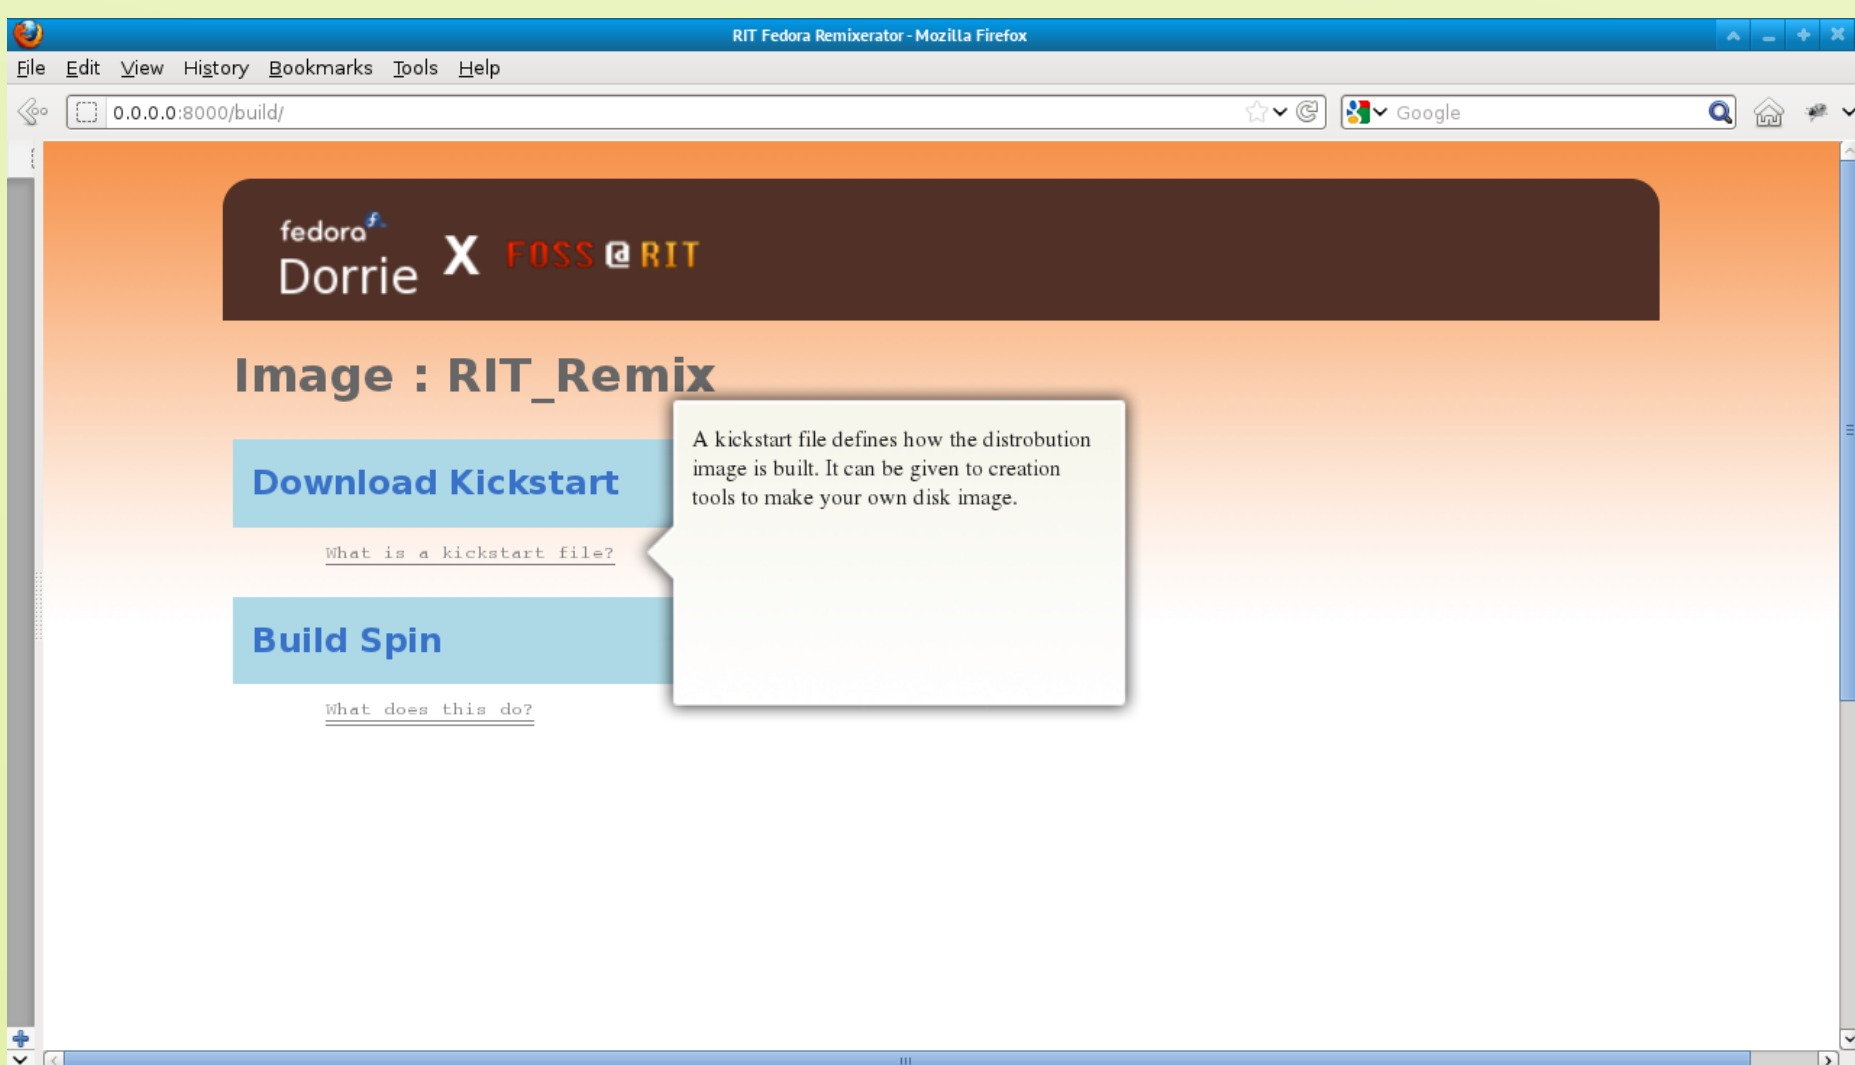 RIT Fedora Remixerator - Mozilla Firefox
File Edit View History Bookmarks Tools Help
0.0.0.0:8000/build/
Google
fedora
Dorrie X FOSS @ RIT
Image : RIT_Remix
Download Kickstart
What is a kickstart file?
A kickstart file defines how the distrobution
image is built. It can be given to creation
tools to make your own disk image.
Build Spin
What does this do?